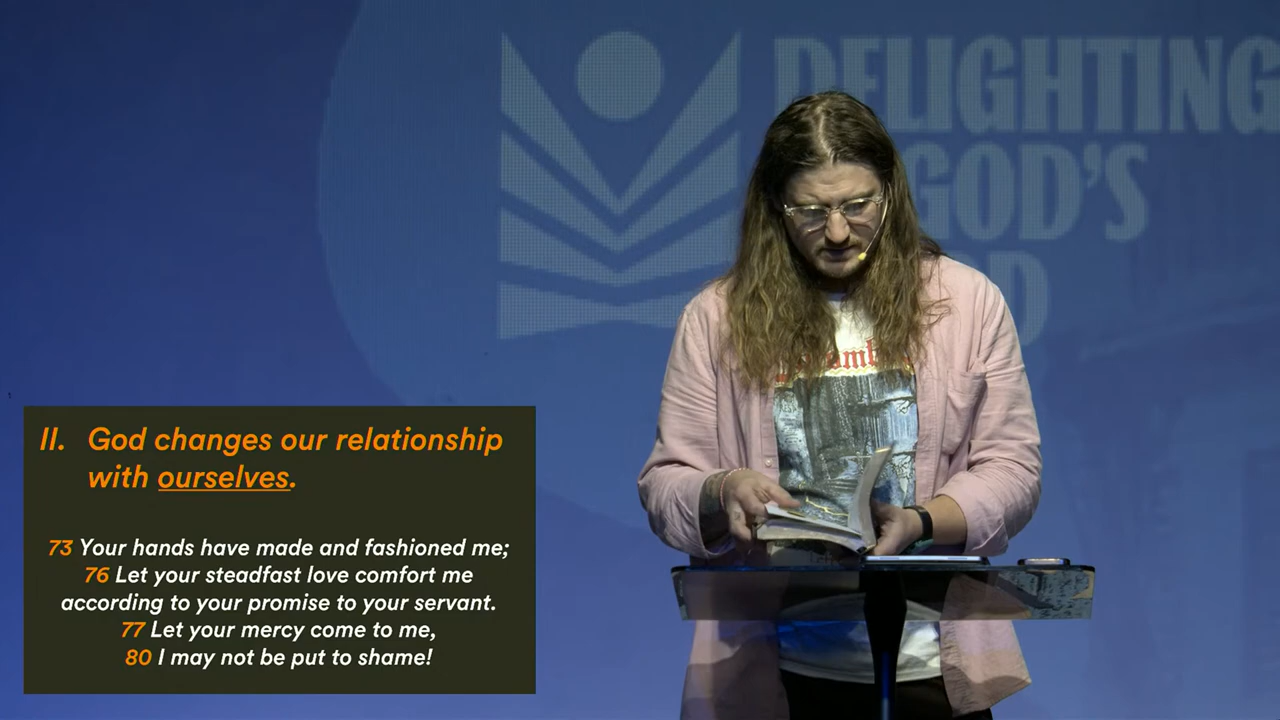 DELIGHTING
GOD'S
II. God changes our relationship
with ourselves.
73 Your hands have made and fashioned me;
76 Let your steadfast love comfort me
according to your promise to your servant.
77 Let your mercy come to me,
80 I may not be put to shame!